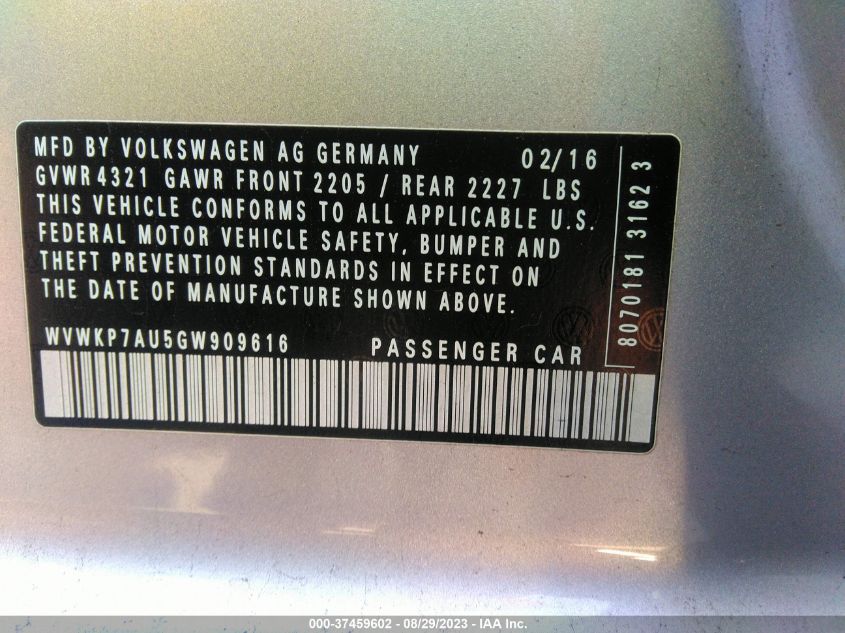 MFD BY VOLKSWAGEN AG GERMANY 02/16
GVWR 4321 GAWR FRONT 2205 / REAR 2227 LBS
THIS VEHICLE CONFORMS TO ALL APPLICABLE U.S.
FEDERAL MOTOR VEHICLE SAFETY, BUMPER AND
THEFT PREVENTION STANDARDS IN EFFECT ON
THE DATE OF MANUFACTURE SHOWN ABOVE.
WVWKP7AU5GW909616 PASSENGER CAR
8070181 3162 3
000-37459602 - 08/29/2023 - IAA Inc.